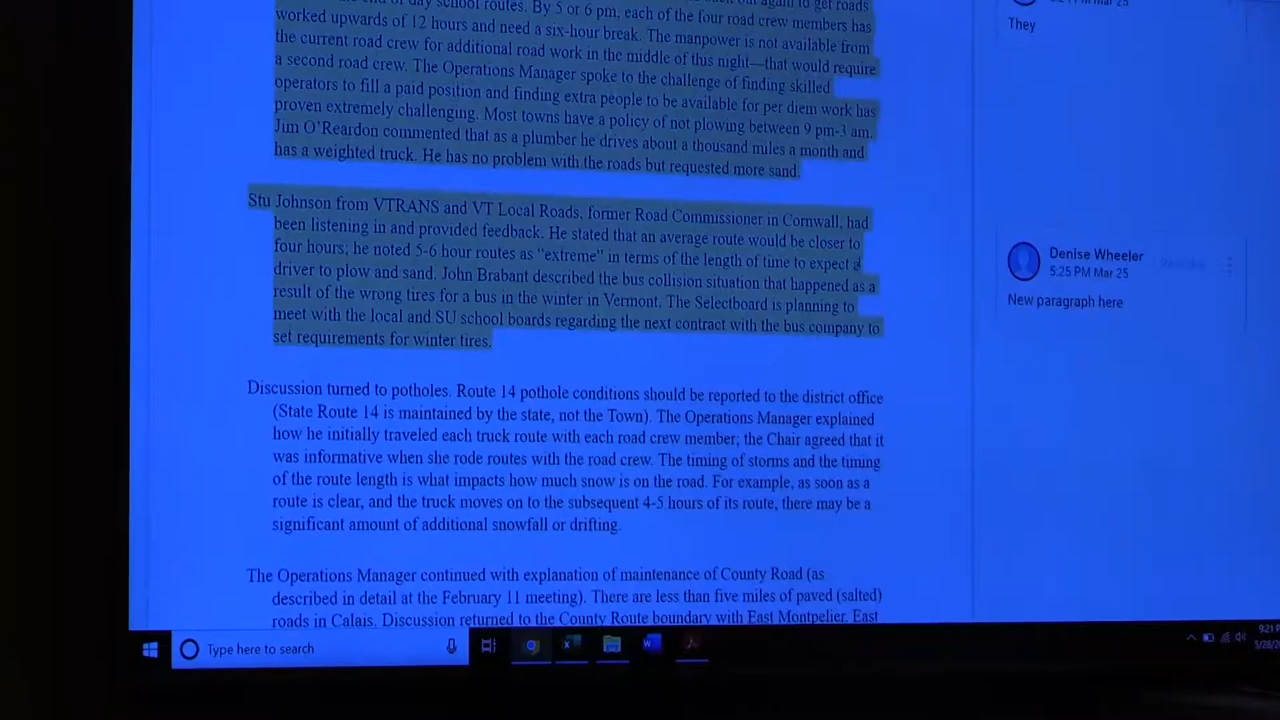 day school routes. By 5 or 6 pm, each of the four road crew members has
worked upwards of 12 hours and need a six-hour break. The manpower is not available from
the current road crew for additional road work in the middle of this night—that would require
a second road crew. The Operations Manager spoke to the challenge of finding skilled
operators to fill a paid position and finding extra people to be available for per diem work has
proven extremely challenging. Most towns have a policy of not plowing between 9 pm-3 am.
Jim O'Reardon commented that as a plumber he drives about a thousand miles a month and
has a weighted truck. He has no problem with the roads but requested more sand.
Stu Johnson from VTRANS and VT Local Roads, former Road Commissioner in Cornwall, had
been listening in and provided feedback. He stated that an average route would be closer to
four hours; he noted 5-6 hour routes as “extreme” in terms of the length of time to expect a
driver to plow and sand. John Brabant described the bus collision situation that happened as a
result of the wrong tires for a bus in the winter in Vermont. The Selectboard is planning to
meet with the local and SU school boards regarding the next contract with the bus company to
set requirements for winter tires.
Discussion turned to potholes. Route 14 pothole conditions should be reported to the district office
(State Route 14 is maintained by the state, not the Town). The Operations Manager explained
how he initially traveled each truck route with each road crew member; the Chair agreed that it
was informative when she rode routes with the road crew. The timing of storms and the timing
of the route length is what impacts how much snow is on the road. For example, as soon as a
route is clear, and the truck moves on to the subsequent 4-5 hours of its route, there may be a
significant amount of additional snowfall or drifting.
The Operations Manager continued with explanation of maintenance of County Road (as
described in detail at the February 11 meeting). There are less than five miles of paved (salted)
roads in Calais. Discussion returned to the County Route boundary with East Montpelier. East
They
Denise Wheeler
5:25 PM Mar 25
New paragraph here
Type here to search
9:21